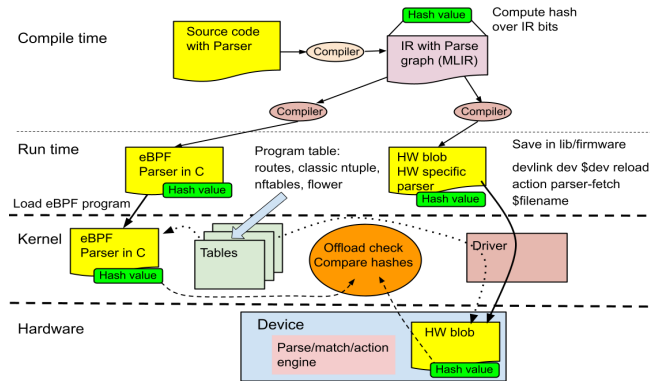 Compile time
Source code
with Parser
Compiler
Hash value
IR with Parse
graph (MLIR)
Compute hash
over IR bits
Compiler
Compiler
Run time
eBPF
Parser in C
Hash value
Program table:
routes, classic ntuple,
nftables, flower
HW blob
HW specific
parser
Hash value
Save in lib/firmware
devlink dev $dev reload
action parser-fetch
$filename
Load eBPF program
Kernel
eBPF
Parser in C
Hash value
Tables
Offload check
Compare hashes
Driver
Hardware
Device
Parse/match/action
engine
HW blob
Hash value